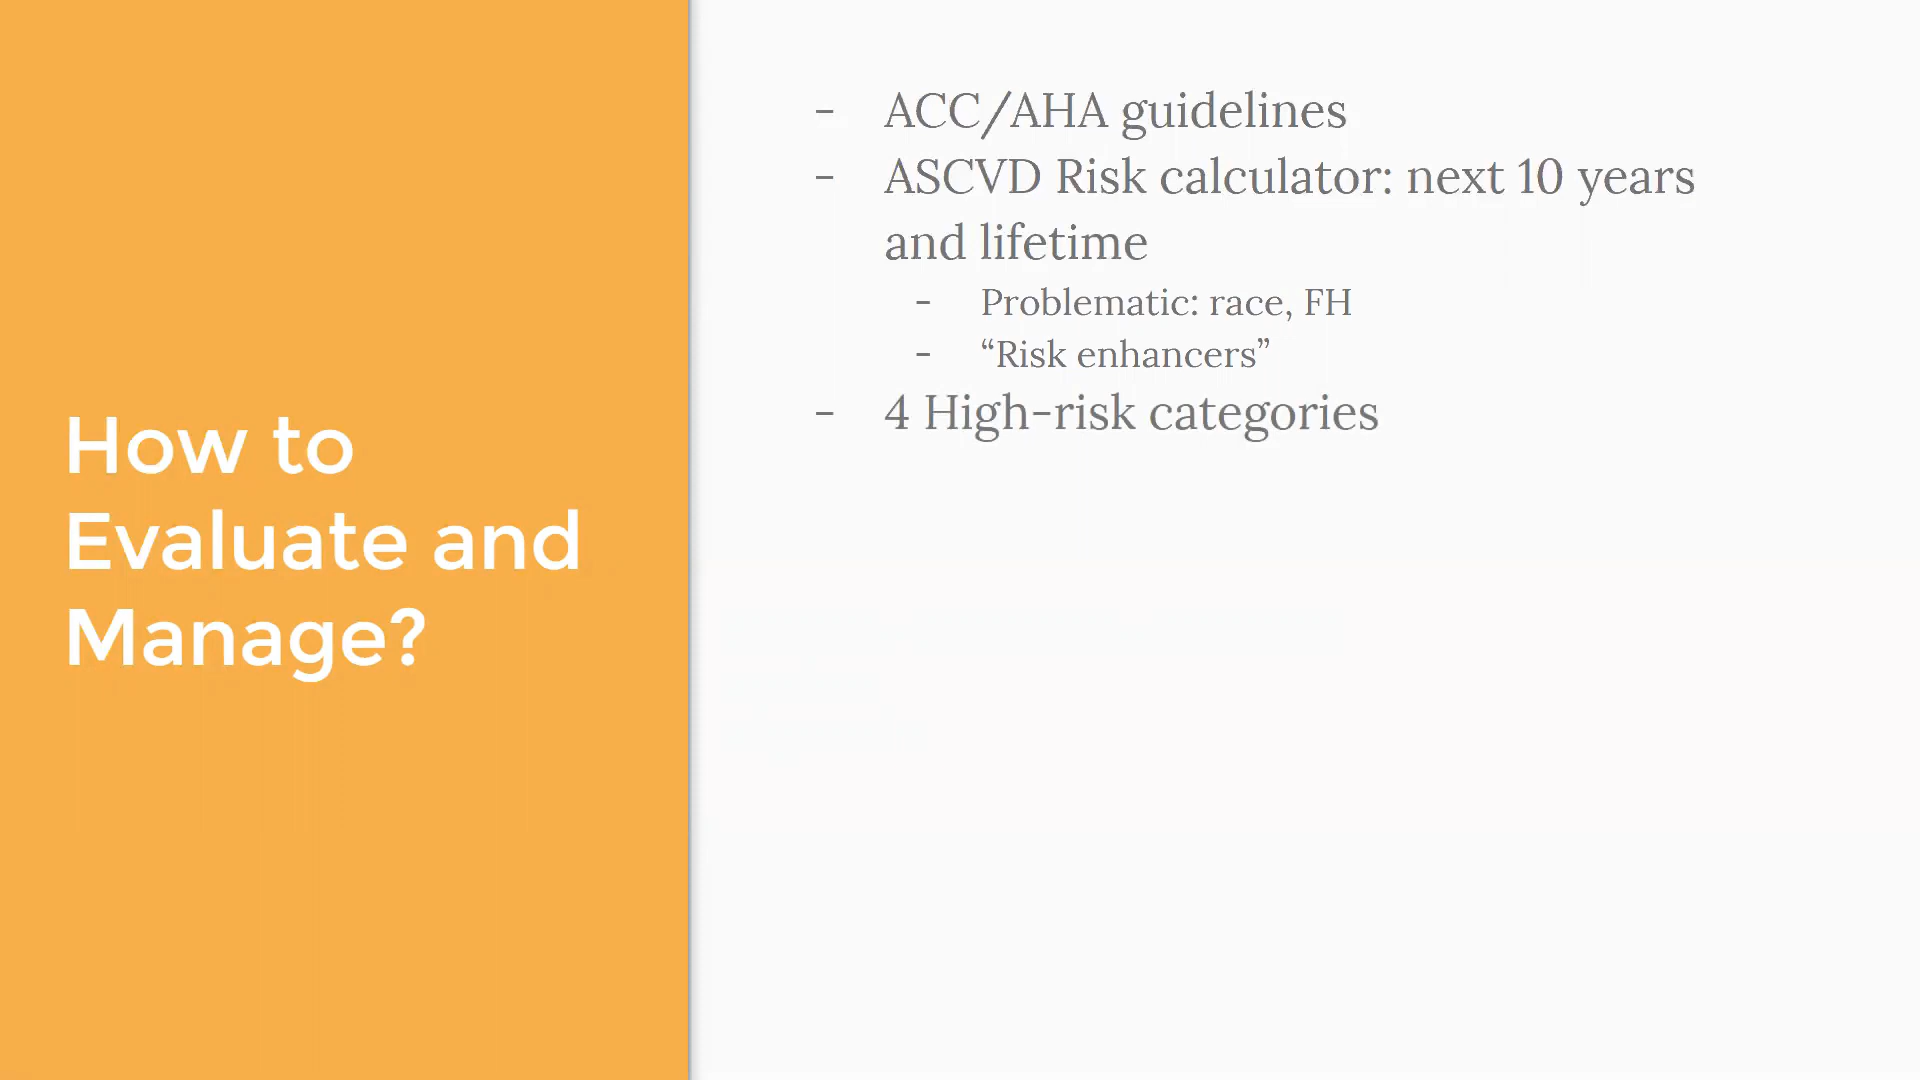 How to
Evaluate and
Manage?
- ACC/AHA guidelines
- ASCVD Risk calculator: next 10 years
and lifetime
- Problematic: race, FH
- “Risk enhancers”
- 4 High-risk categories